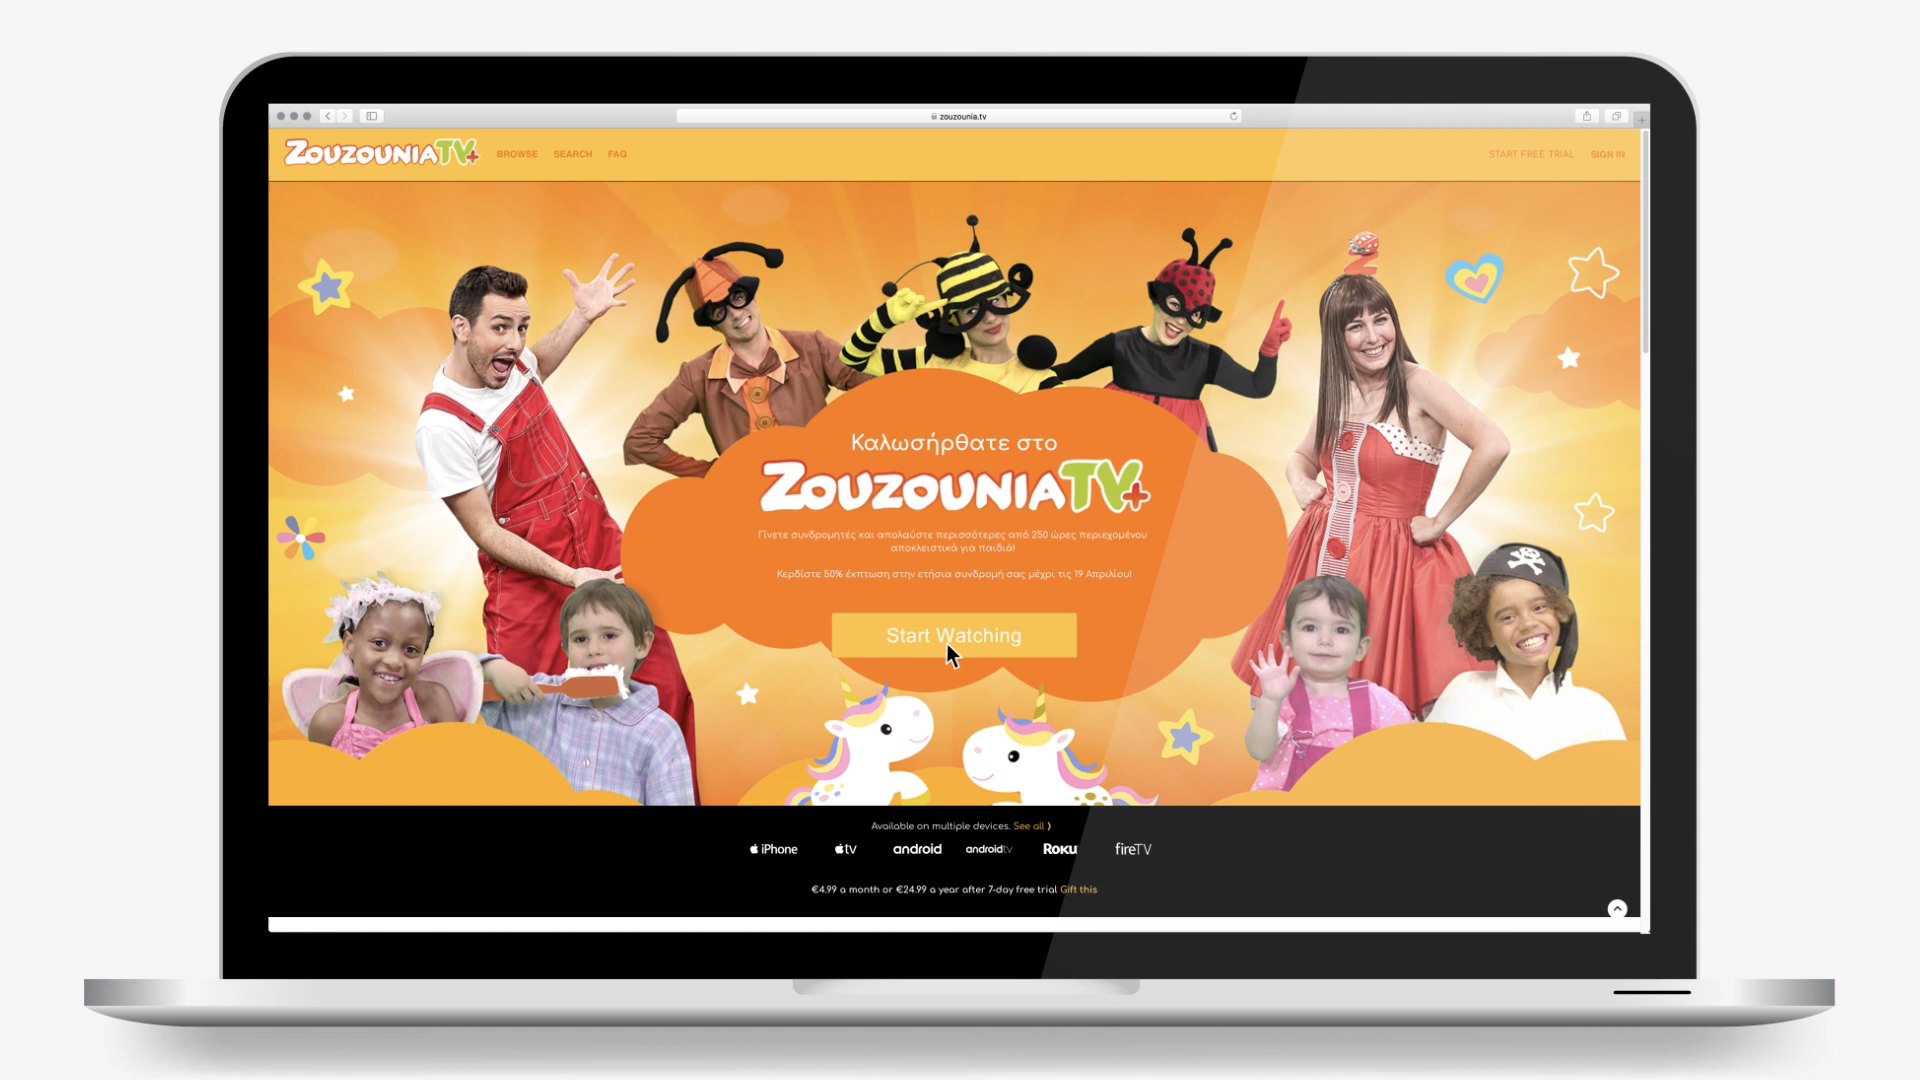 zouzounia.tv
ZOUZOUNIATV+ BROWSE SEARCH FAQ START FREE TRIAL SIGN IN
Καλωσήρθατε στο
ZOUZOUNIATV+
Γίνετε συνδρομητές και απολαύστε περισσότερες από 250 ώρες περιεχομένου
αποκλειστικά για παιδιά!
Κερδίστε 50% έκπτωση στην ετήσια συνδρομή σας μέχρι τις 19 Απριλίου!
Start Watching
Available on multiple devices. See all ⟩
iPhone tv android androidtv Roku fireTV
€4.99 a month or €24.99 a year after 7-day free trial Gift this